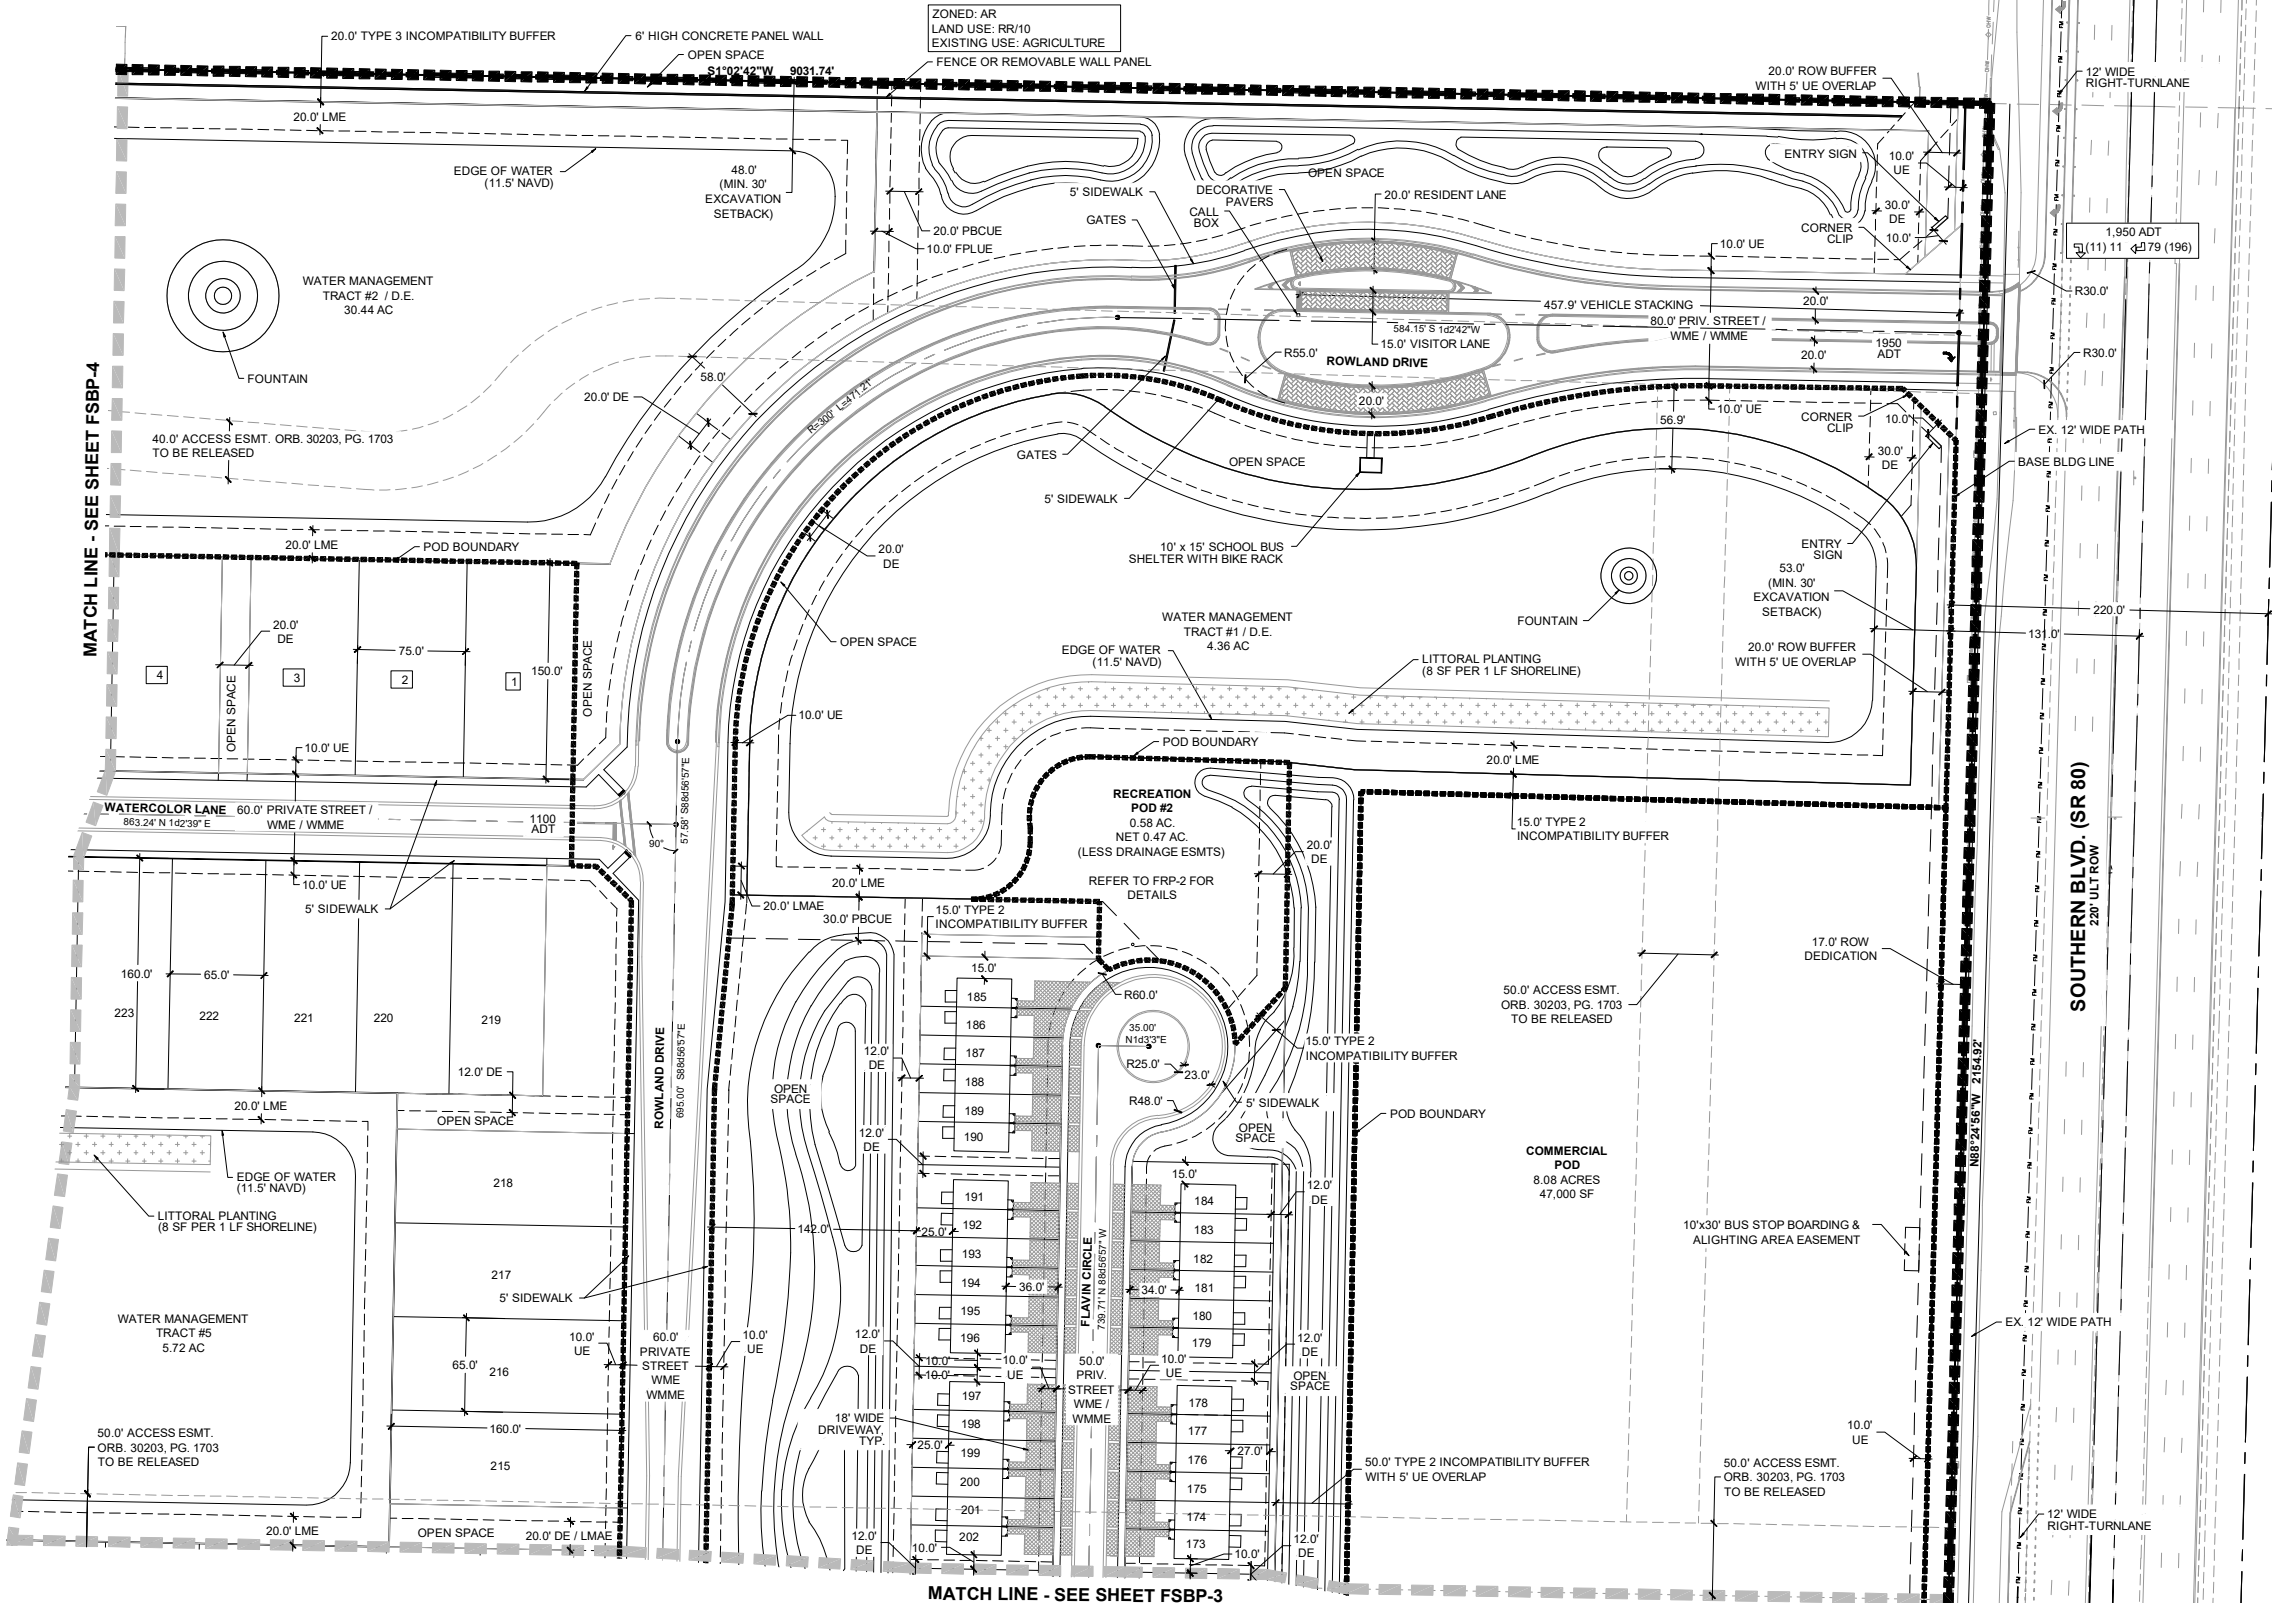 ZONED: AR
LAND USE: RR/10
EXISTING USE: AGRICULTURE
20.0' TYPE 3 INCOMPATIBILITY BUFFER
6' HIGH CONCRETE PANEL WALL
OPEN SPACE
S1°02'42"W 9031.74'
FENCE OR REMOVABLE WALL PANEL
20.0' ROW BUFFER
WITH 5' UE OVERLAP
12' WIDE
RIGHT-TURNLANE
20.0' LME
EDGE OF WATER
(11.5' NAVD)
48.0'
(MIN. 30'
EXCAVATION
SETBACK)
20.0' PBCUE
10.0' FPLUE
5' SIDEWALK
GATES
DECORATIVE
PAVERS
CALL
BOX
OPEN SPACE
20.0' RESIDENT LANE
ENTRY SIGN
10.0'
UE
30.0'
DE
10.0'
CORNER
CLIP
10.0' UE
1,950 ADT
(11) 11 79 (196)
R30.0'
WATER MANAGEMENT
TRACT #2 / D.E.
30.44 AC
FOUNTAIN
457.9' VEHICLE STACKING
20.0'
584.15' S 1d2'42"W
80.0' PRIV. STREET /
WME / WMME
15.0' VISITOR LANE
ROWLAND DRIVE
R55.0'
20.0'
20.0'
1950
ADT
R30.0'
MATCH LINE - SEE SHEET FSBP-4
58.0'
20.0' DE
R=300' L=471.21'
40.0' ACCESS ESMT. ORB. 30203, PG. 1703
TO BE RELEASED
10.0' UE
56.9'
CORNER
CLIP
10.0'
30.0'
DE
EX. 12' WIDE PATH
BASE BLDG LINE
GATES
OPEN SPACE
5' SIDEWALK
20.0' LME
POD BOUNDARY
20.0'
DE
10' x 15' SCHOOL BUS
SHELTER WITH BIKE RACK
ENTRY
SIGN
53.0'
(MIN. 30'
EXCAVATION
SETBACK)
FOUNTAIN
220.0'
131.0'
20.0' ROW BUFFER
WITH 5' UE OVERLAP
20.0'
DE
75.0'
4
3
2
1
150.0'
OPEN SPACE
OPEN SPACE
OPEN SPACE
WATER MANAGEMENT
TRACT #1 / D.E.
4.36 AC
EDGE OF WATER
(11.5' NAVD)
LITTORAL PLANTING
(8 SF PER 1 LF SHORELINE)
10.0' UE
10.0' UE
POD BOUNDARY
20.0' LME
57.58' S88d56'57"E
WATERCOLOR LANE 60.0' PRIVATE STREET /
863.24' N 1d2'39" E WME / WMME
1100
ADT
90°
RECREATION
POD #2
0.58 AC.
NET 0.47 AC.
(LESS DRAINAGE ESMTS)
REFER TO FRP-2 FOR
DETAILS
20.0'
DE
15.0' TYPE 2
INCOMPATIBILITY BUFFER
SOUTHERN BLVD. (SR 80)
220' ULT ROW
10.0' UE
5' SIDEWALK
20.0' LME
20.0' LMAE
30.0' PBCUE
15.0' TYPE 2
INCOMPATIBILITY BUFFER
17.0' ROW
DEDICATION
160.0'
65.0'
223
222
221
220
219
15.0'
R60.0'
185
186
187
188
189
190
35.00'
N1d3'3"E
R25.0'
23.0'
R48.0'
15.0' TYPE 2
INCOMPATIBILITY BUFFER
50.0' ACCESS ESMT.
ORB. 30203, PG. 1703
TO BE RELEASED
N88°24'56"W 2154.92'
ROWLAND DRIVE
695.00' S88d56'57"E
12.0' DE
OPEN
SPACE
12.0'
DE
12.0'
DE
5' SIDEWALK
OPEN
SPACE
POD BOUNDARY
20.0' LME
OPEN SPACE
EDGE OF WATER
(11.5' NAVD)
LITTORAL PLANTING
(8 SF PER 1 LF SHORELINE)
218
217
5' SIDEWALK
COMMERCIAL
POD
8.08 ACRES
47,000 SF
15.0'
12.0'
DE
142.0'
25.0'
191
192
193
194
195
196
184
183
182
181
180
179
36.0'
34.0'
FLAVIN CIRCLE
739.71' N 88d56'57" W
10'x30' BUS STOP BOARDING &
ALIGHTING AREA EASEMENT
WATER MANAGEMENT
TRACT #5
5.72 AC
EX. 12' WIDE PATH
10.0'
UE
60.0'
PRIVATE
STREET
WME
WMME
10.0'
UE
12.0'
DE
10.0'
10.0'
10.0'
UE
50.0'
PRIV.
STREET
WME /
WMME
10.0'
UE
12.0'
DE
OPEN
SPACE
65.0'
216
160.0'
215
197
198
199
200
201
202
178
177
176
175
174
173
18' WIDE
DRIVEWAY,
TYP.
25.0'
27.0'
10.0'
UE
50.0' ACCESS ESMT.
ORB. 30203, PG. 1703
TO BE RELEASED
50.0' TYPE 2 INCOMPATIBILITY BUFFER
WITH 5' UE OVERLAP
50.0' ACCESS ESMT.
ORB. 30203, PG. 1703
TO BE RELEASED
12' WIDE
RIGHT-TURNLANE
20.0' LME
OPEN SPACE
20.0' DE / LMAE
12.0'
DE
10.0'
10.0'
12.0'
DE
MATCH LINE - SEE SHEET FSBP-3